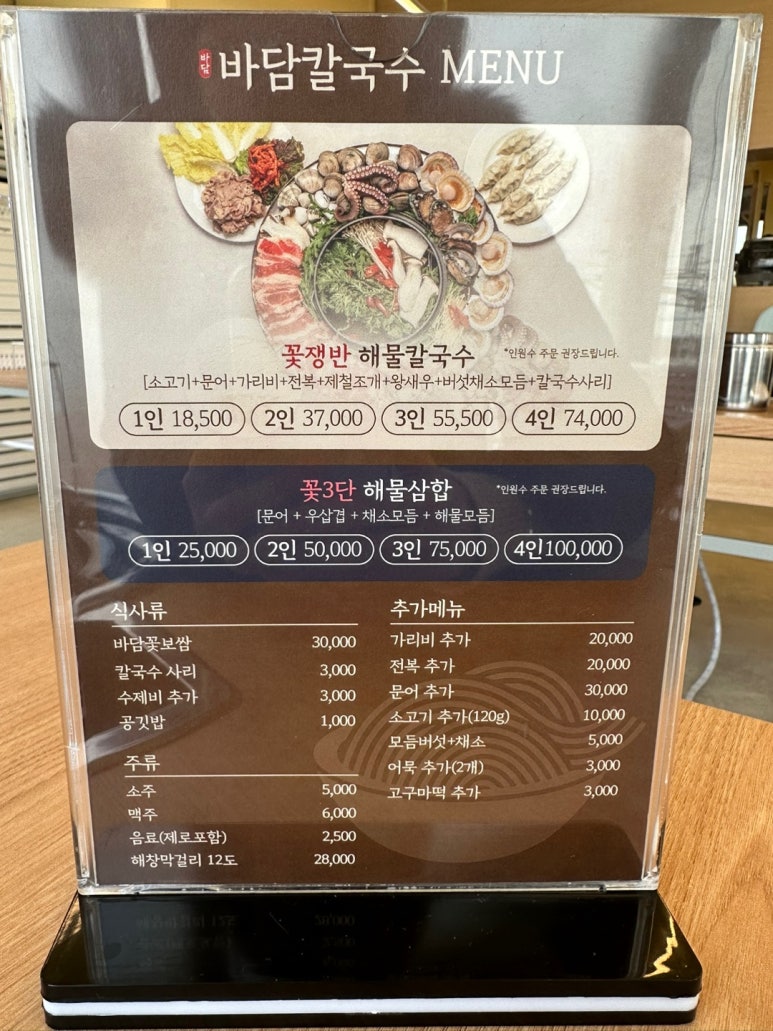 바담 바담칼국수 MENU
꽃쟁반 해물칼국수 *인원수 주문 권장드립니다.
[소고기+문어+가리비+전복+제철조개+왕새우+버섯채소모듬+칼국수사리]
1인 18,500 2인 37,000 3인 55,500 4인 74,000
꽃3단 해물삼합 *인원수 주문 권장드립니다.
[문어 + 우삼겹 + 채소모듬 + 해물모듬]
1인 25,000 2인 50,000 3인 75,000 4인100,000
식사류
바담꽃보쌈 30,000
칼국수 사리 3,000
수제비 추가 3,000
공깃밥 1,000
주류
소주 5,000
맥주 6,000
음료(제로포함) 2,500
해창막걸리 12도 28,000
추가메뉴
가리비 추가 20,000
전복 추가 20,000
문어 추가 30,000
소고기 추가(120g) 10,000
모듬버섯+채소 5,000
어묵 추가(2개) 3,000
고구마떡 추가 3,000